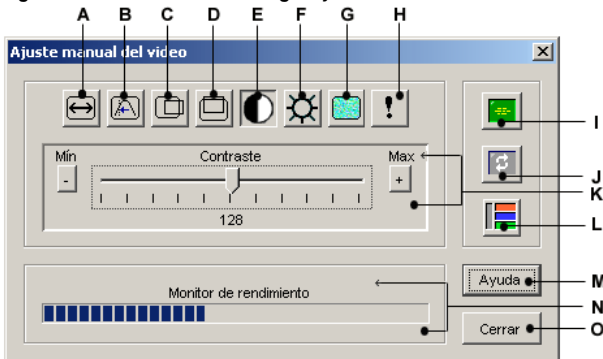 A B C D E F G H
Ajuste manual del video
I
Mín Contraste Max
- +
J
K
128
L
Ayuda M
Monitor de rendimiento
N
Cerrar O